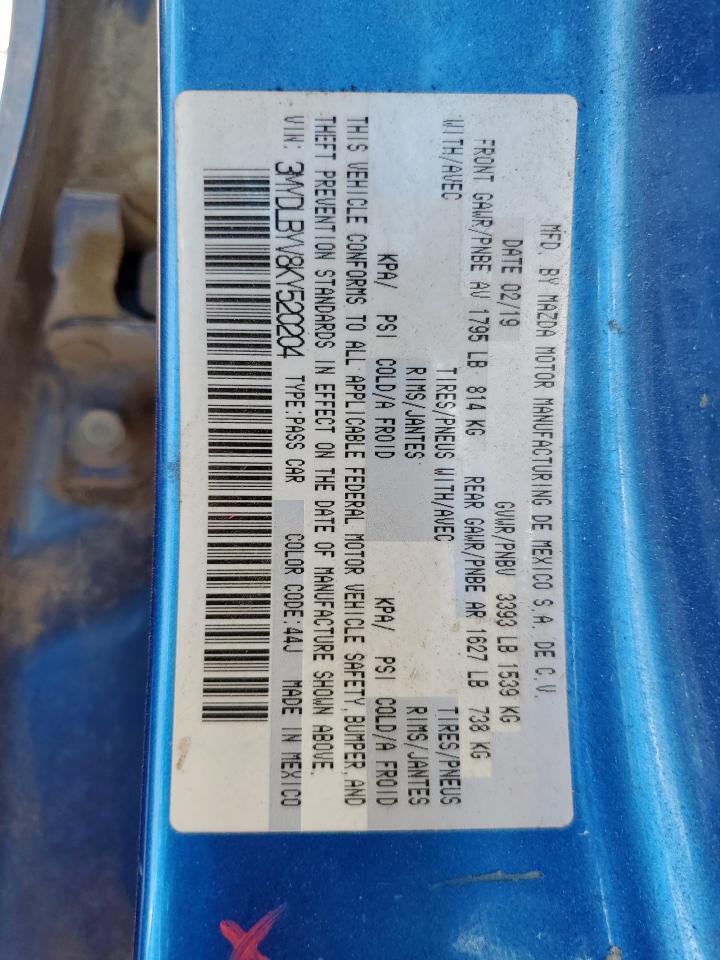 MFD. BY MAZDA MOTOR MANUFACTURING DE MEXICO S.A. DE C.V.
DATE 02/19 GVWR/PNBV 3393 LB 1539 KG
FRONT GAWR/PNBE AV 1795 LB 814 KG REAR GAWR/PNBE AR 1627 LB 738 KG
WITH/AVEC TIRES/PNEUS WITH/AVEC TIRES/PNEUS
RIMS/JANTES RIMS/JANTES
KPA/ PSI COLD/A FROID KPA/ PSI COLD/A FROID
THIS VEHICLE CONFORMS TO ALL APPLICABLE FEDERAL MOTOR VEHICLE SAFETY, BUMPER, AND
THEFT PREVENTION STANDARDS IN EFFECT ON THE DATE OF MANUFACTURE SHOWN ABOVE.
VIN: 3MYDLBYV8KY520204 TYPE:PASS CAR COLOR CODE:44J MADE IN MEXICO